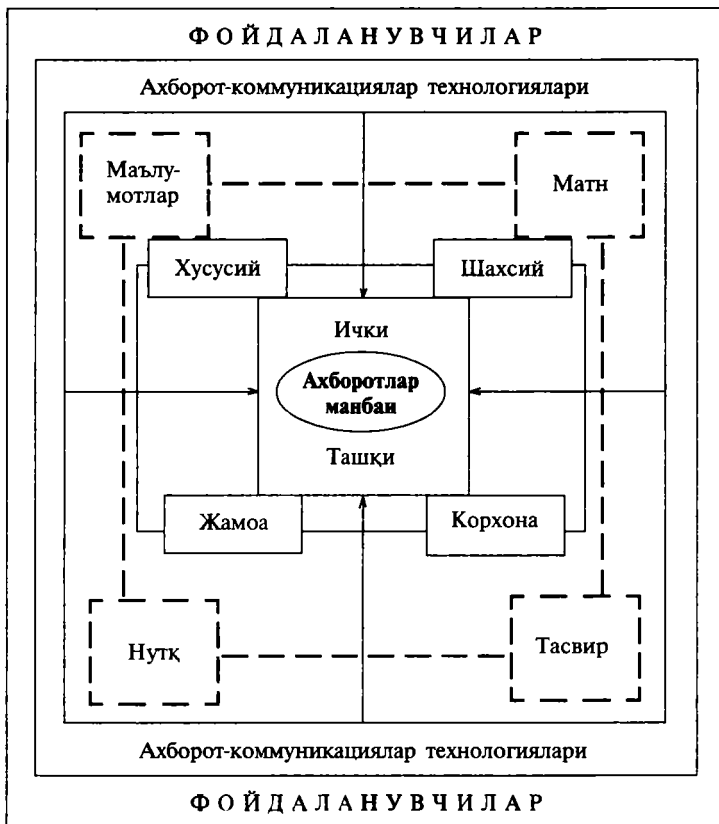 ФОЙДАЛАНУВЧИЛАР
Ахборот-коммуникациялар технологиялари
Маълу-
мотлар
Матн
Хусусий
Шахсий
Ички
Ахборотлар
манбаи
Ташқи
Жамоа
Корхона
Нутқ
Тасвир
Ахборот-коммуникациялар технологиялари
ФОЙДАЛАНУВЧИЛАР